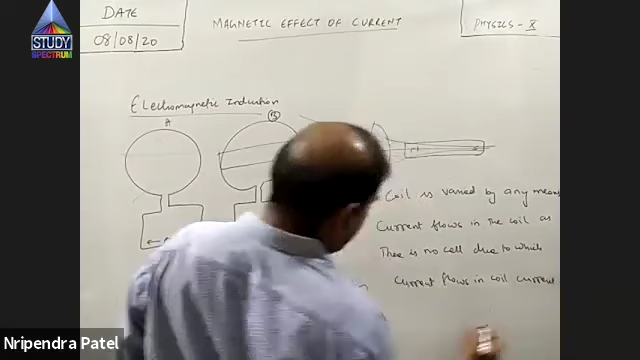 DATE
08/08/20
MAGNETIC EFFECT OF CURRENT
PHYSICS - X
STUDY
SPECTRUM
Electromagnetic Induction
A
B
Coil is varied by any means
Current flows in the coil as
There is no cell due to which
Current flows in coil current
Nripendra Patel